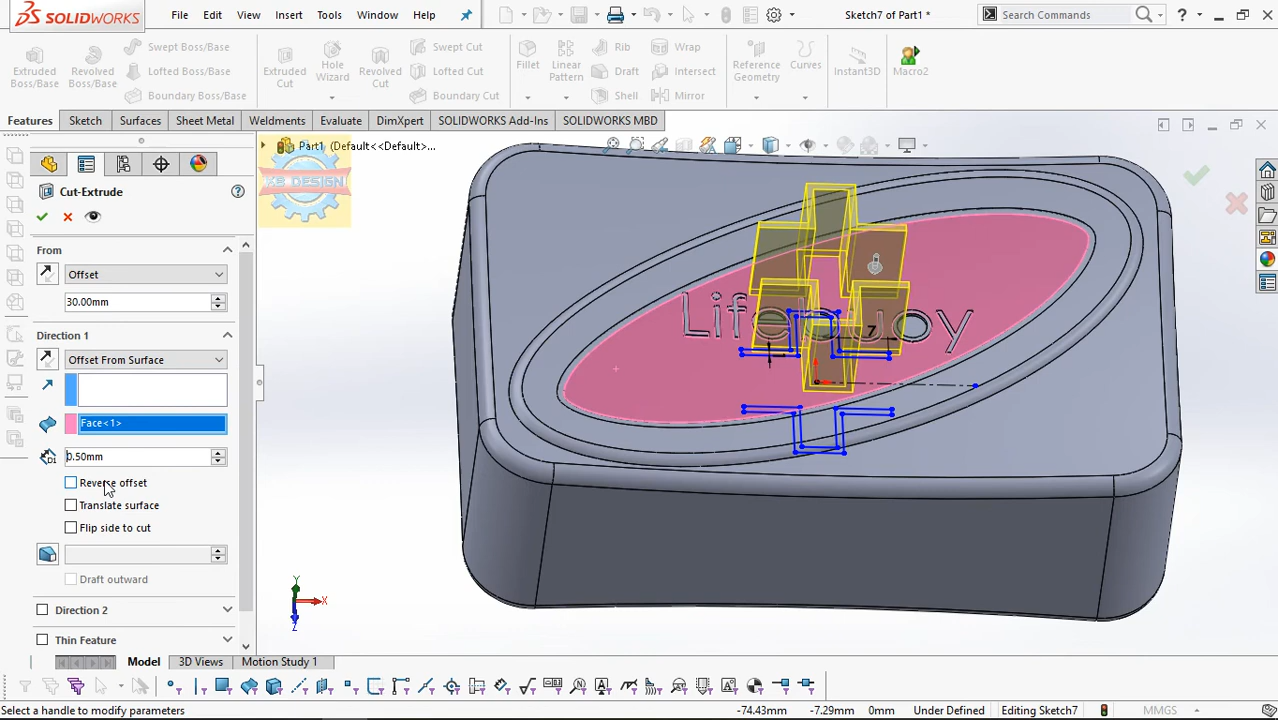 SOLIDWORKS File Edit View Insert Tools Window Help Sketch7 of Part1 * Search Commands ?
Extruded Boss/Base Revolved Boss/Base Swept Boss/Base Lofted Boss/Base Boundary Boss/Base Extruded Cut Hole Wizard Revolved Cut Swept Cut Lofted Cut Boundary Cut Fillet Linear Pattern Rib Draft Shell Wrap Intersect Mirror Reference Geometry Curves Instant3D Macro2
Features Sketch Surfaces Sheet Metal Weldments Evaluate DimXpert SOLIDWORKS Add-Ins SOLIDWORKS MBD
Part1 (Default<<Default>...
KS DESIGN
Cut-Extrude ?
From
Offset
30.00mm
Direction 1
Offset From Surface
Face<1>
D1
0.50mm
Reverse offset
Translate surface
Flip side to cut
Draft outward
Direction 2
Thin Feature
7
Y
X
Z
Model 3D Views Motion Study 1
Select a handle to modify parameters -74.43mm -7.29mm 0mm Under Defined Editing Sketch7 MMGS